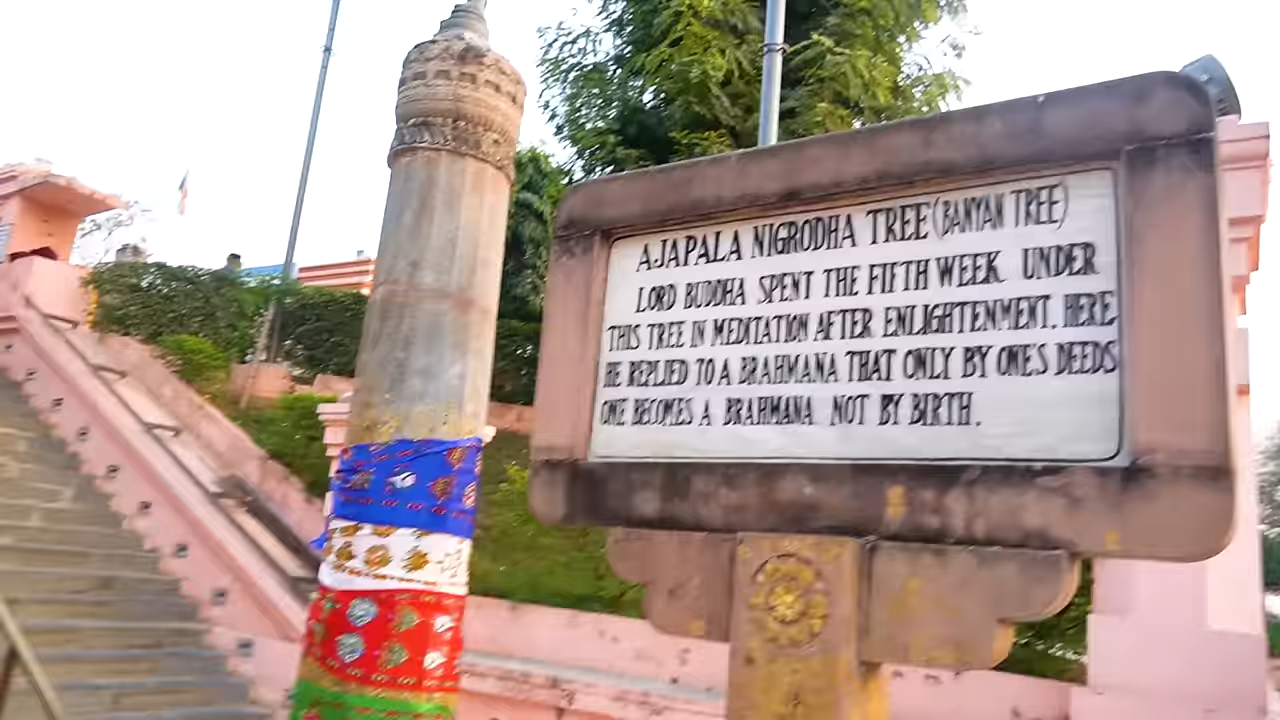 AJAPALA NIGRODHA TREE (BANYAN TREE)
LORD BUDDHA SPENT THE FIFTH WEEK UNDER
THIS TREE IN MEDITATION AFTER ENLIGHTENMENT. HERE
HE REPLIED TO A BRAHMANA THAT ONLY BY ONE'S DEEDS
ONE BECOMES A BRAHMANA NOT BY BIRTH.